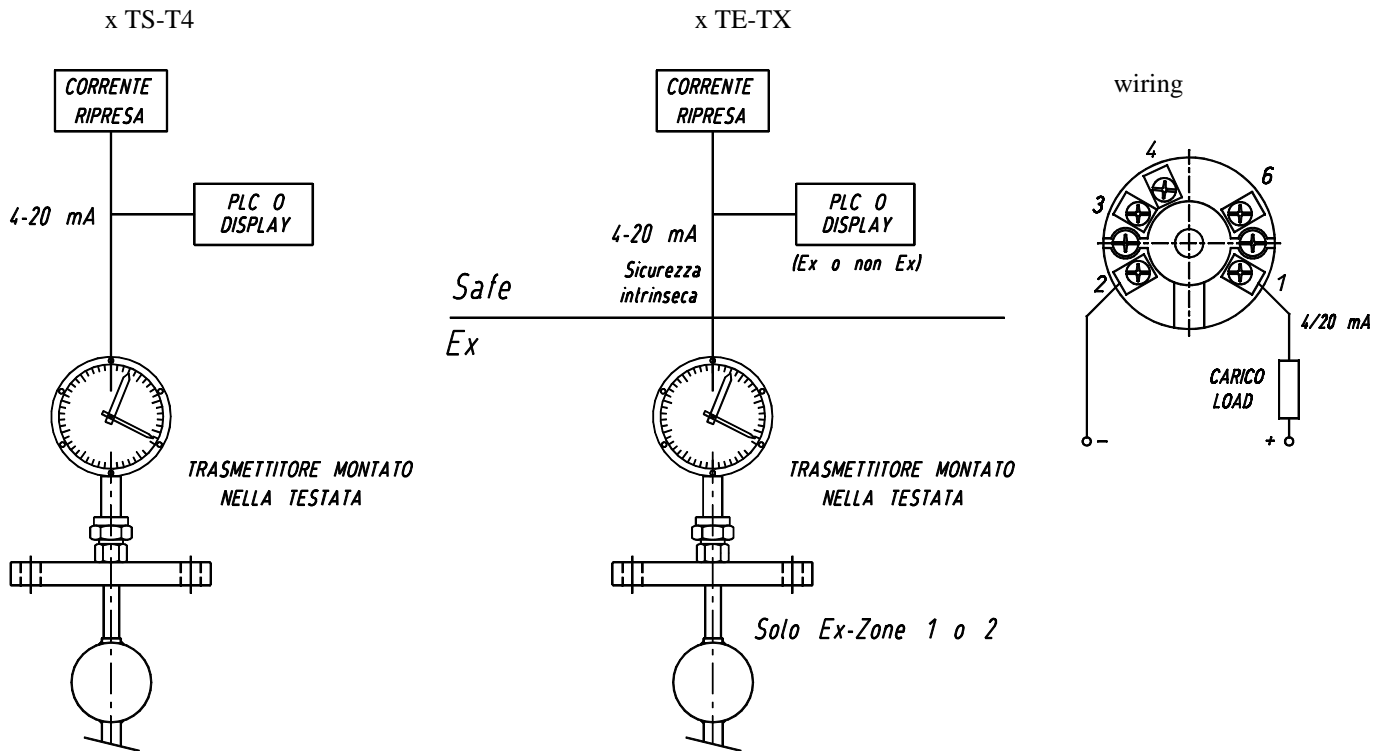 x TS-T4
CORRENTE
RIPRESA
4-20 mA
PLC O
DISPLAY
TRASMETTITORE MONTATO
NELLA TESTATA
x TE-TX
CORRENTE
RIPRESA
4-20 mA
Sicurezza
intrinseca
PLC O
DISPLAY
(Ex o non Ex)
Safe
Ex
TRASMETTITORE MONTATO
NELLA TESTATA
Solo Ex-Zone 1 o 2
wiring
4
6
3
2
1
4/20 mA
CARICO
LOAD
-
+